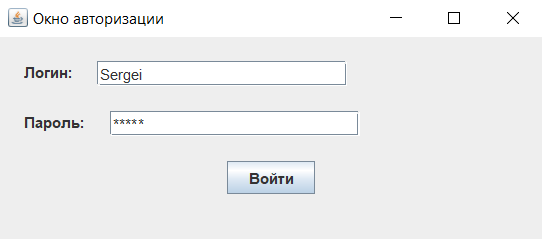 Окно авторизации
Логин: Sergei
Пароль: *****
Войти